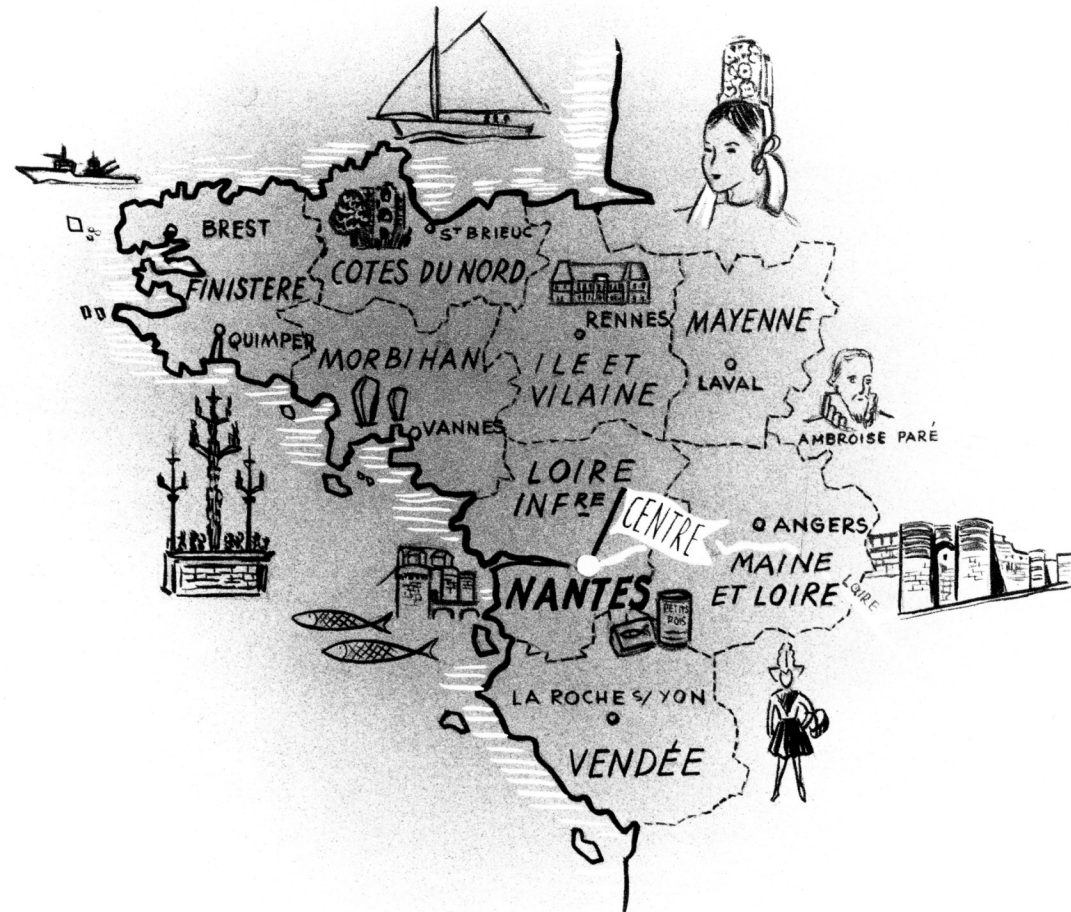 BREST
ST BRIEUC
COTES DU NORD
FINISTERE
RENNES
MAYENNE
QUIMPER
MORBIHAN
ILE ET
VILAINE
LAVAL
VANNES
AMBROISE PARÉ
LOIRE
INFRE
CENTRE
ANGERS
NANTES
MAINE
ET LOIRE
LOIRE
PETITS
POIS
LA ROCHE S/YON
VENDÉE